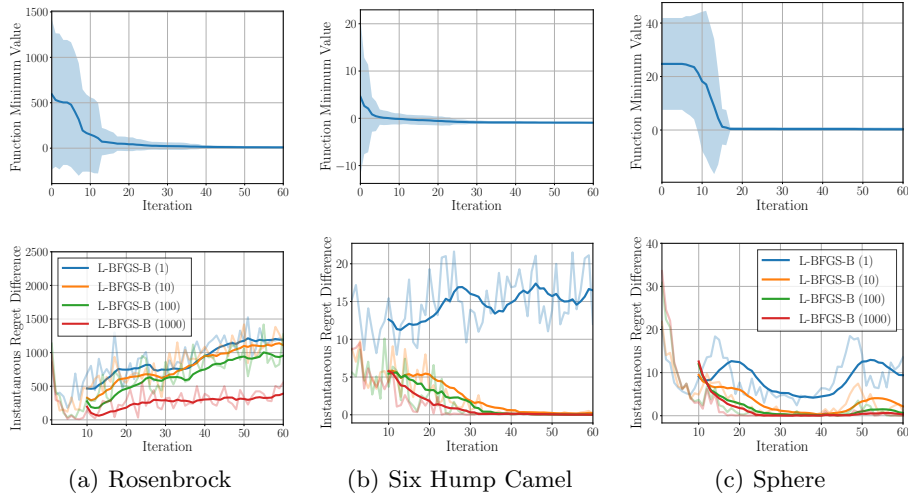 Function Minimum Value
1500
1000
500
0
0 10 20 30 40 50 60
Iteration
Function Minimum Value
20
10
0
−10
0 10 20 30 40 50 60
Iteration
Function Minimum Value
40
20
0
0 10 20 30 40 50 60
Iteration
Instantaneous Regret Difference
2500
2000
1500
1000
500
0
L-BFGS-B (1)
L-BFGS-B (10)
L-BFGS-B (100)
L-BFGS-B (1000)
0 10 20 30 40 50 60
Iteration
Instantaneous Regret Difference
20
15
10
5
0
10 20 30 40 50 60
Iteration
Instantaneous Regret Difference
40
30
20
10
0
L-BFGS-B (1)
L-BFGS-B (10)
L-BFGS-B (100)
L-BFGS-B (1000)
0 10 20 30 40 50 60
Iteration
(a) Rosenbrock
(b) Six Hump Camel
(c) Sphere